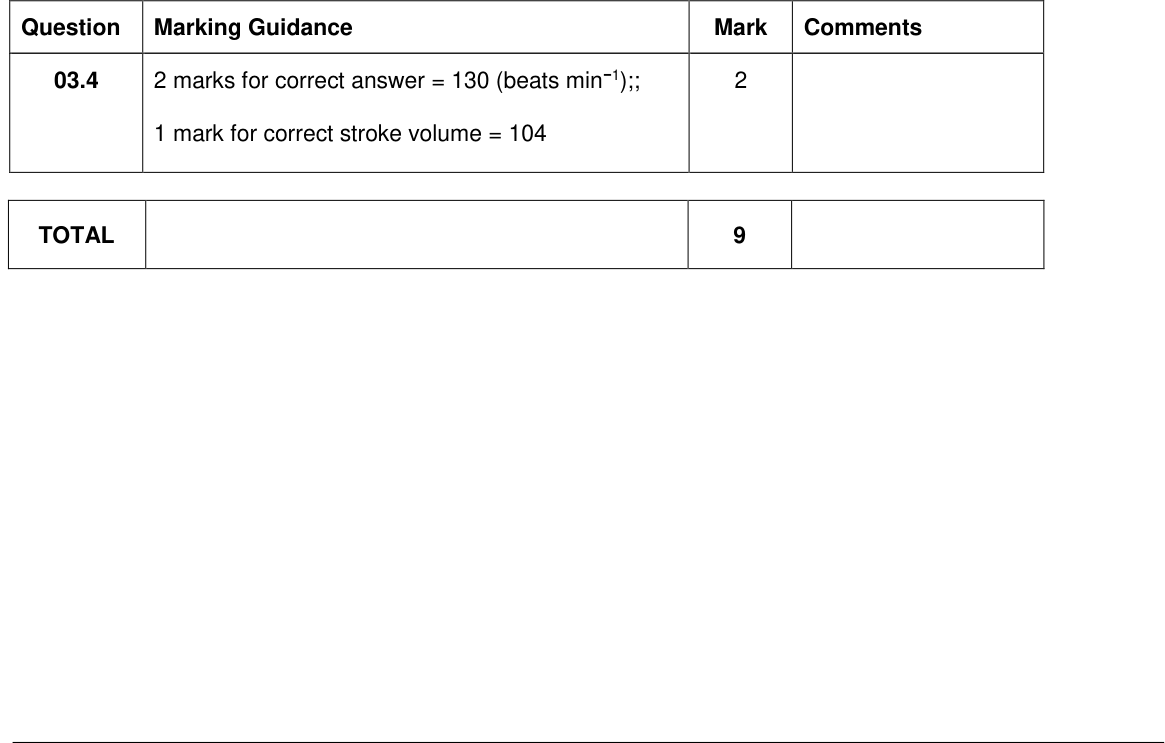 Question Marking Guidance Mark Comments
03.4 2 marks for correct answer = 130 (beats min⁻¹);; 2
1 mark for correct stroke volume = 104
TOTAL 9